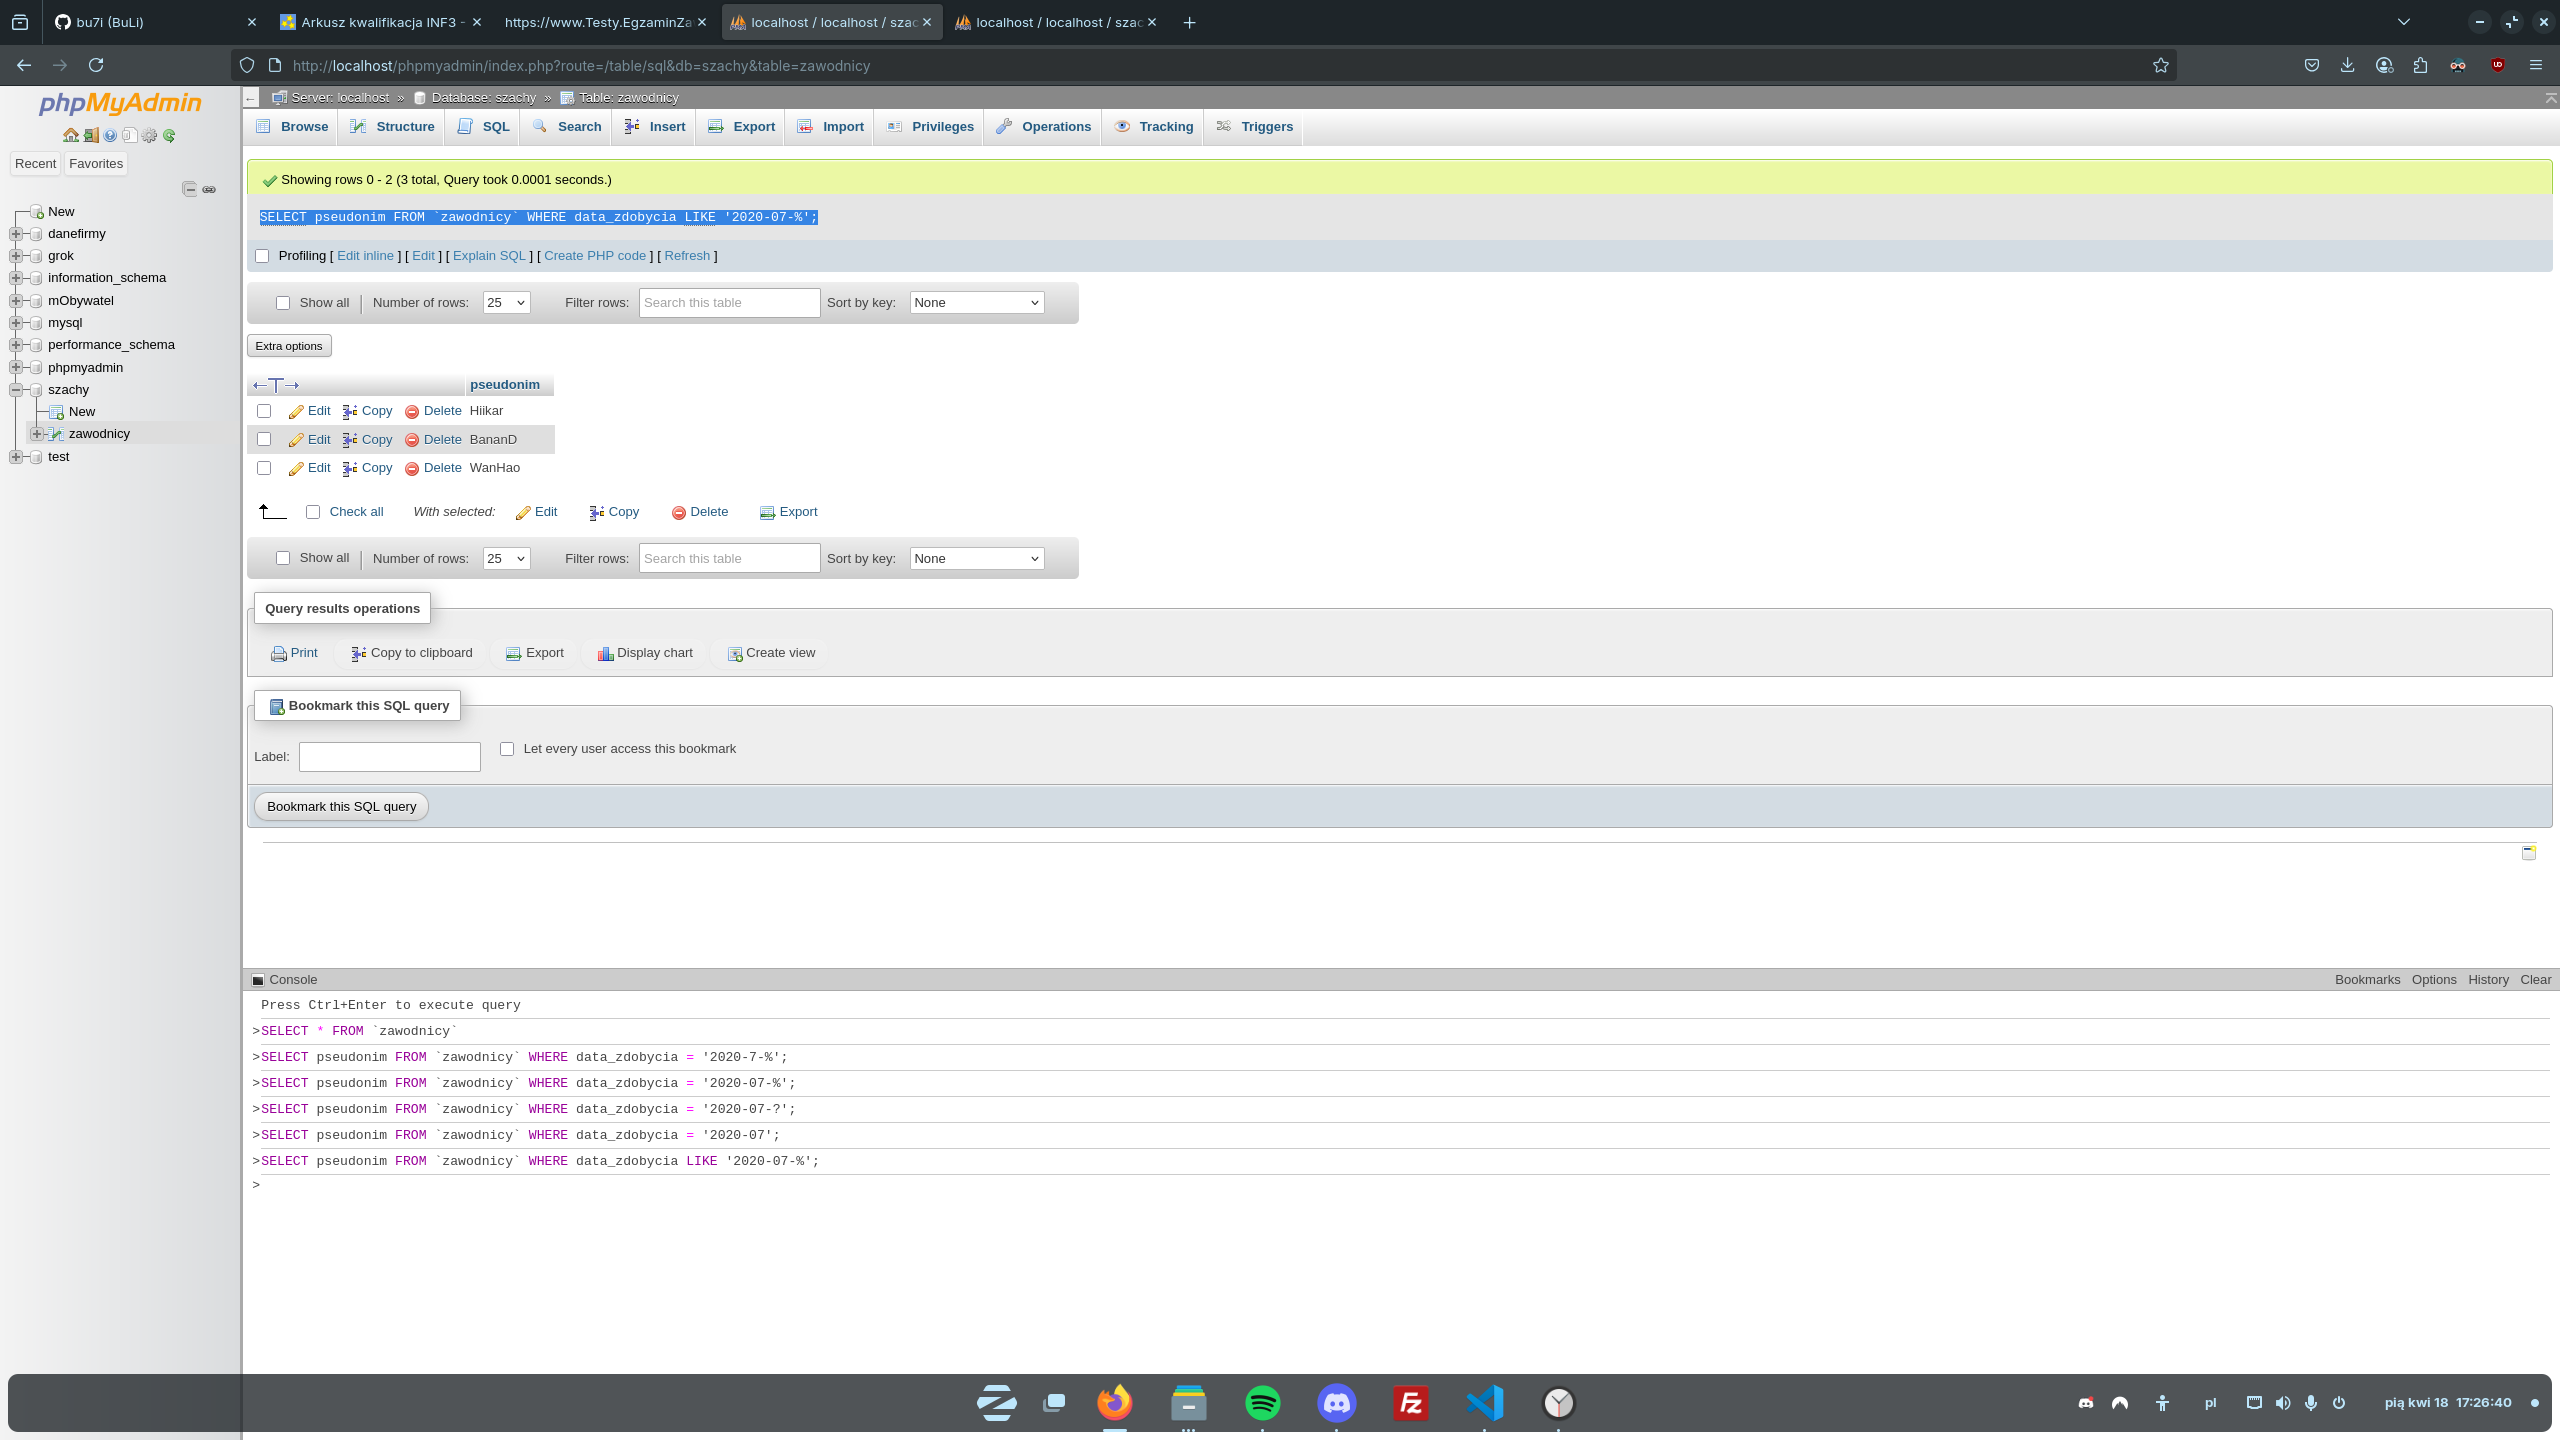 bu7i (BuLi)
Arkusz kwalifikacja INF3 -
https://www.Testy.EgzaminZa
localhost / localhost / szac
localhost / localhost / szac
http://localhost/phpmyadmin/index.php?route=/table/sql&db=szachy&table=zawodnicy
phpMyAdmin
Recent Favorites
New
danefirmy
grok
information_schema
mObywatel
mysql
performance_schema
phpmyadmin
szachy
New
zawodnicy
test
Server: localhost » Database: szachy » Table: zawodnicy
Browse Structure SQL Search Insert Export Import Privileges Operations Tracking Triggers
Showing rows 0 - 2 (3 total, Query took 0.0001 seconds.)
SELECT pseudonim FROM `zawodnicy` WHERE data_zdobycia LIKE '2020-07-%';
Profiling [ Edit inline ] [ Edit ] [ Explain SQL ] [ Create PHP code ] [ Refresh ]
Show all Number of rows: 25 Filter rows: Search this table Sort by key: None
Extra options
pseudonim
Edit Copy Delete Hiikar
Edit Copy Delete BananD
Edit Copy Delete WanHao
Check all With selected: Edit Copy Delete Export
Show all Number of rows: 25 Filter rows: Search this table Sort by key: None
Query results operations
Print Copy to clipboard Export Display chart Create view
Bookmark this SQL query
Label: Let every user access this bookmark
Bookmark this SQL query
Console Bookmarks Options History Clear
Press Ctrl+Enter to execute query
>SELECT * FROM `zawodnicy`
>SELECT pseudonim FROM `zawodnicy` WHERE data_zdobycia = '2020-7-%';
>SELECT pseudonim FROM `zawodnicy` WHERE data_zdobycia = '2020-07-%';
>SELECT pseudonim FROM `zawodnicy` WHERE data_zdobycia = '2020-07-?';
>SELECT pseudonim FROM `zawodnicy` WHERE data_zdobycia = '2020-07';
>SELECT pseudonim FROM `zawodnicy` WHERE data_zdobycia LIKE '2020-07-%';
>
pl pią kwi 18 17:26:40